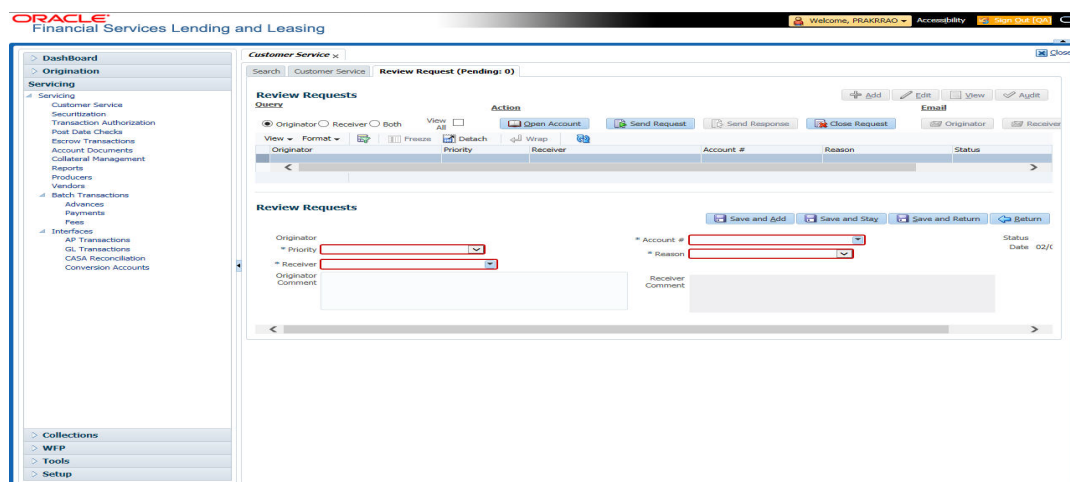 ORACLE®
Financial Services Lending and Leasing
Welcome, PRAKRRAO
Accessibility
Sign Out (QA
DashBoard
Origination
Servicing
Servicing
Customer Service
Securitization
Transaction Authorization
Post Date Checks
Escrow Transactions
Account Documents
Collateral Management
Reports
Producers
Vendors
Batch Transactions
Advances
Payments
Fees
Interfaces
AP Transactions
GL Transactions
CASA Reconciliation
Conversion Accounts
Collections
WFP
Tools
Setup
Customer Service x
Close
Search Customer Service Review Request (Pending: 0)
Review Requests
Add Edit View Audit
Query Action Email
Originator Receiver Both View All Open Account Send Request Send Response Close Request Originator Receiver
View Format Freeze Detach Wrap
Originator Priority Receiver Account # Reason Status
Review Requests
Save and Add Save and Stay Save and Return Return
Originator
* Priority
* Receiver
Originator Comment
* Account #
* Reason
Receiver Comment
Status
Date 02/0